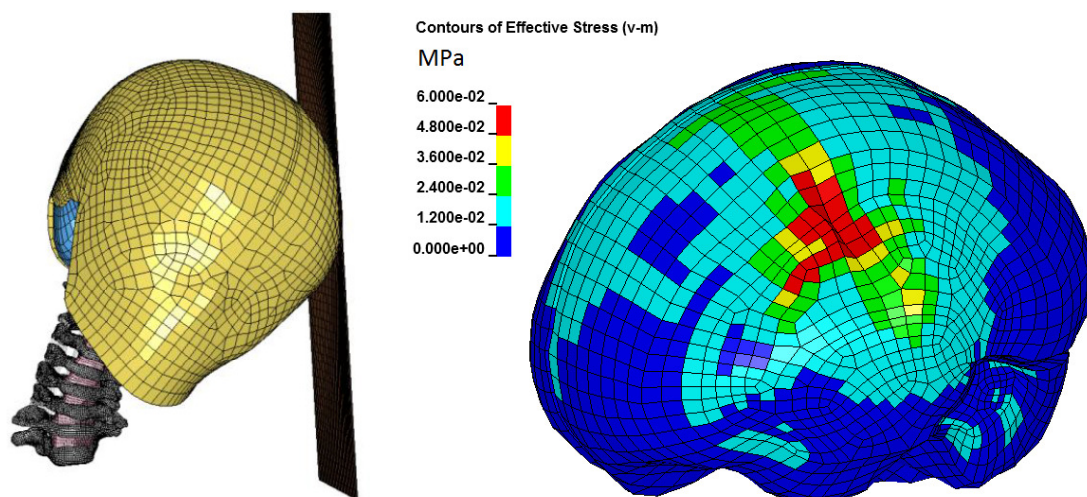 Contours of Effective Stress (v-m)
MPa
6.000e-02
4.800e-02
3.600e-02
2.400e-02
1.200e-02
0.000e+00